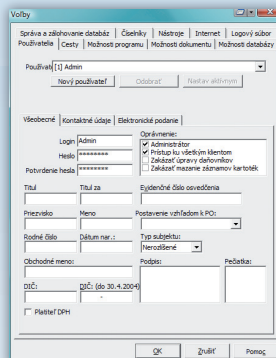 Voľby
Správa a zálohovanie databáz Číselníky Nástroje Internet Logový súbor
Používatelia Cesty Možnosti programu Možnosti dokumentu Možnosti databázy
Používateľ [1] Admin
Nový používateľ Odobrať Nastav aktívnym
Všeobecné Kontaktné údaje Elektronické podanie
Oprávnenie:
Login Admin
Administrátor
Heslo ********
Prístup ku všetkým klientom
Zakázať úpravy daňovníkov
Potvrdenie hesla ********
Zakázať mazanie záznamov kartoték
Titul Titul za Evidenčné číslo osvedčenia
Priezvisko Meno Postavenie vzhľadom k PO:
Rodné číslo Dátum nar.: Typ subjektu:
Nerozlíšené
Obchodné meno: Podpis: Pečiatka:
DIČ: DIČ: (do 30.4.2004)
-
Platiteľ DPH
OK Zrušiť Pomoc